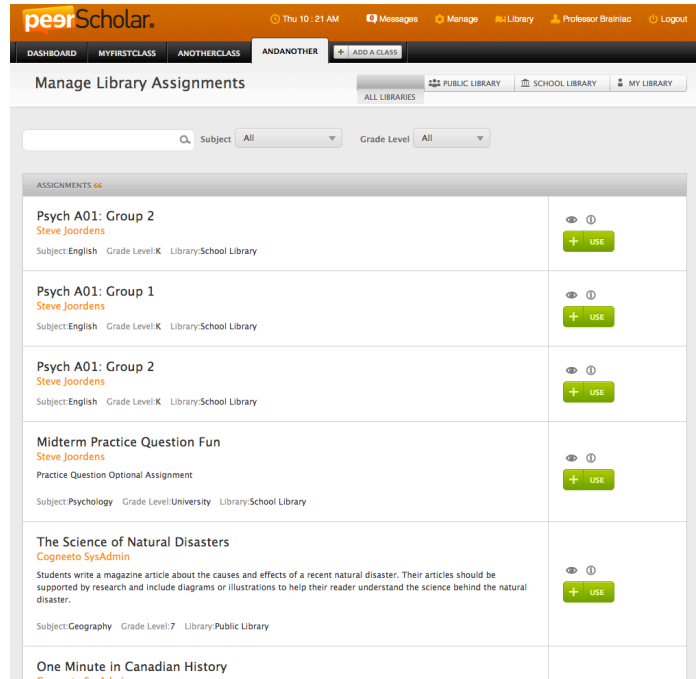 peerScholar.
Thu 10 : 21 AM
0 Messages
Manage
Library
Professor Brainiac
Logout
DASHBOARD
MYFIRSTCLASS
ANOTHERCLASS
ANDANOTHER
+ ADD A CLASS
Manage Library Assignments
ALL LIBRARIES
PUBLIC LIBRARY
SCHOOL LIBRARY
MY LIBRARY
Subject All
Grade Level All
ASSIGNMENTS 66
Psych A01: Group 2
Steve Joordens
Subject:English Grade Level:K Library:School Library
+ USE
Psych A01: Group 1
Steve Joordens
Subject:English Grade Level:K Library:School Library
+ USE
Psych A01: Group 2
Steve Joordens
Subject:English Grade Level:K Library:School Library
+ USE
Midterm Practice Question Fun
Steve Joordens
Practice Question Optional Assignment
Subject:Psychology Grade Level:University Library:School Library
+ USE
The Science of Natural Disasters
Cogneeto SysAdmin
Students write a magazine article about the causes and effects of a recent natural disaster. Their articles should be
supported by research and include diagrams or illustrations to help their reader understand the science behind the natural
disaster.
Subject:Geography Grade Level:7 Library:Public Library
+ USE
One Minute in Canadian History